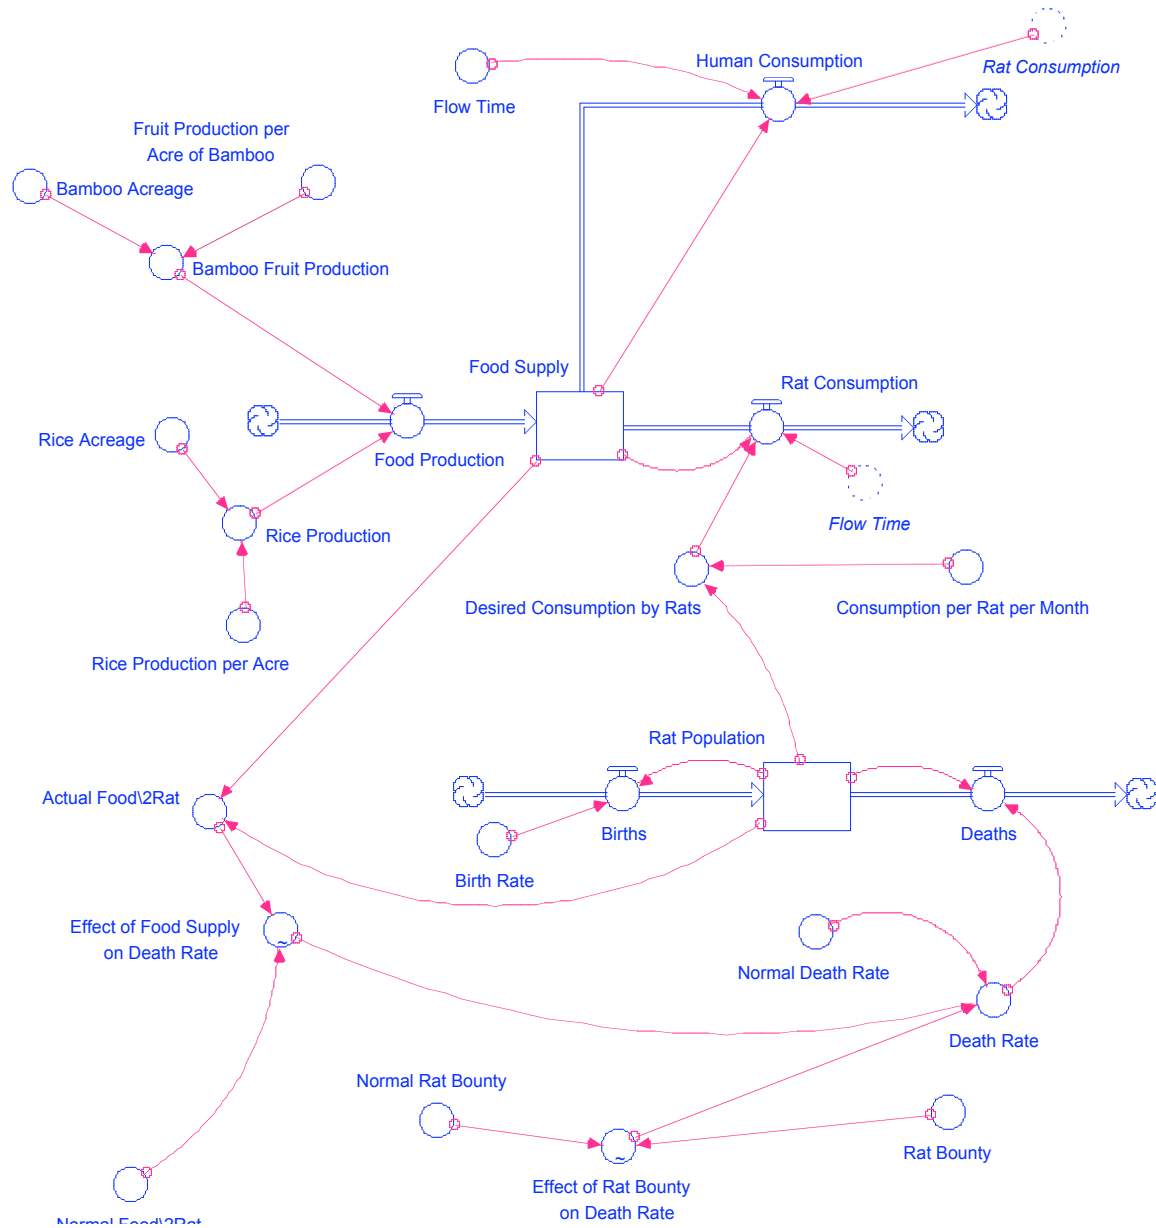 Human Consumption
Rat Consumption
Flow Time
Fruit Production per
Acre of Bamboo
Bamboo Acreage
Bamboo Fruit Production
Food Supply
Rat Consumption
Rice Acreage
Food Production
Flow Time
Rice Production
Desired Consumption by Rats
Consumption per Rat per Month
Rice Production per Acre
Rat Population
Actual Food\2Rat
Births
Deaths
Birth Rate
Effect of Food Supply
on Death Rate
~
Normal Death Rate
Death Rate
Normal Rat Bounty
Rat Bounty
~
Effect of Rat Bounty
on Death Rate
Normal Food\2Rat